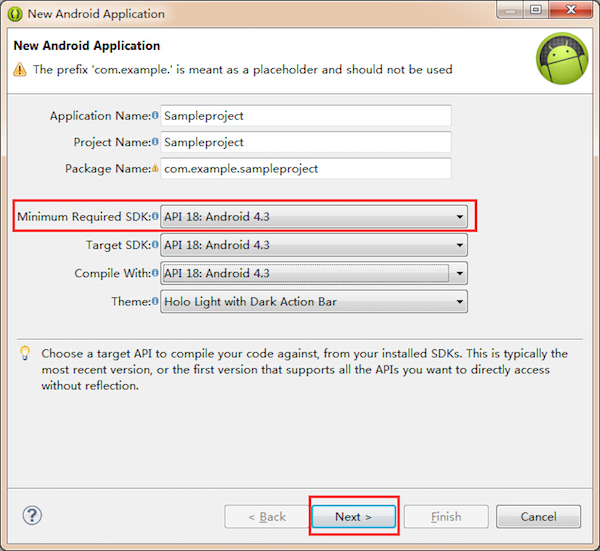 New Android Application
New Android Application
The prefix 'com.example.' is meant as a placeholder and should not be used
Application Name: Sampleproject
Project Name: Sampleproject
Package Name: com.example.sampleproject
Minimum Required SDK: API 18: Android 4.3
Target SDK: API 18: Android 4.3
Compile With: API 18: Android 4.3
Theme: Holo Light with Dark Action Bar
Choose a target API to compile your code against, from your installed SDKs. This is typically the
most recent version, or the first version that supports all the APIs you want to directly access
without reflection.
? < Back Next > Finish Cancel